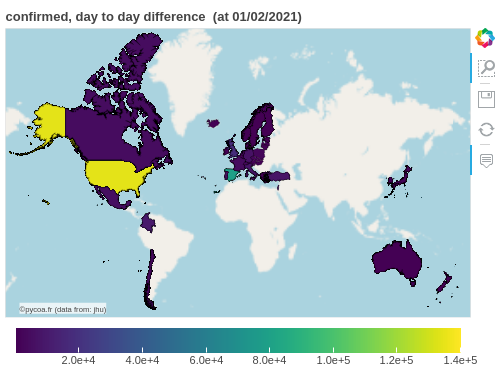 confirmed, day to day difference (at 01/02/2021)
©pycoa.fr (data from: jhu)
2.0e+4 4.0e+4 6.0e+4 8.0e+4 1.0e+5 1.2e+5 1.4e+5